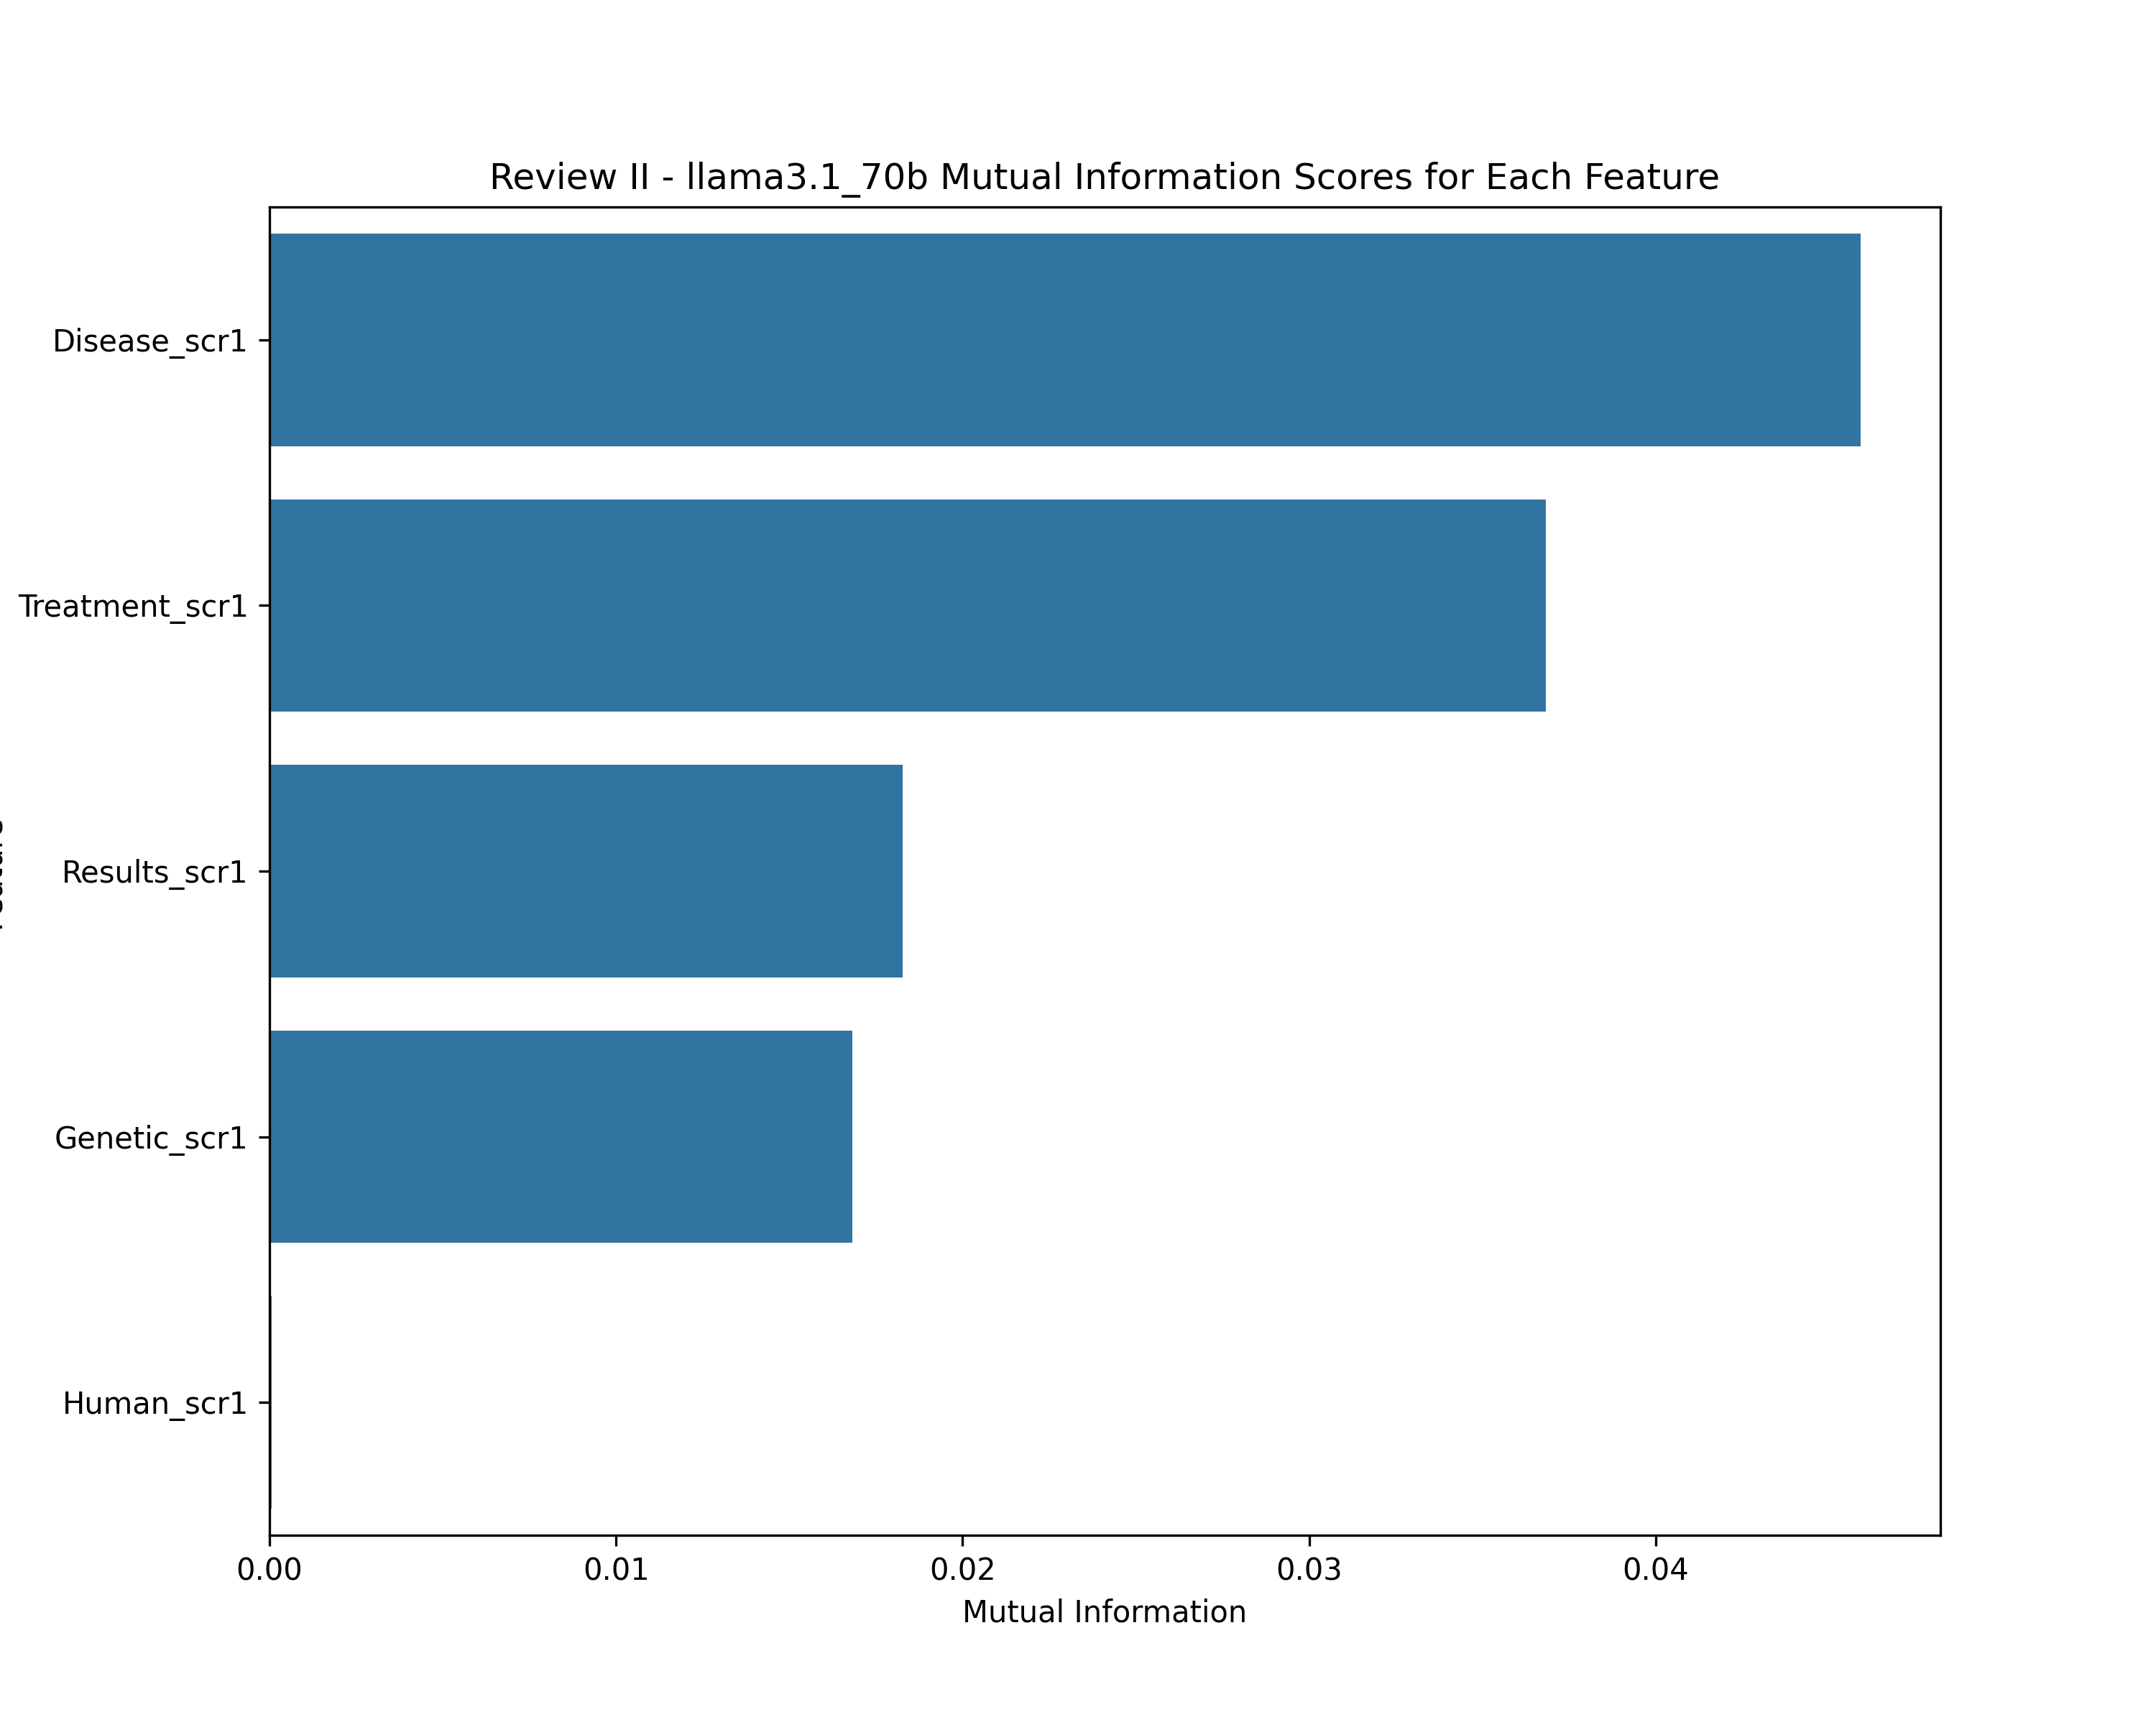 Review II - llama3.1_70b Mutual Information Scores for Each Feature
Disease_scr1
Treatment_scr1
Results_scr1
Genetic_scr1
Human_scr1
0.00 0.01 0.02 0.03 0.04
Mutual Information